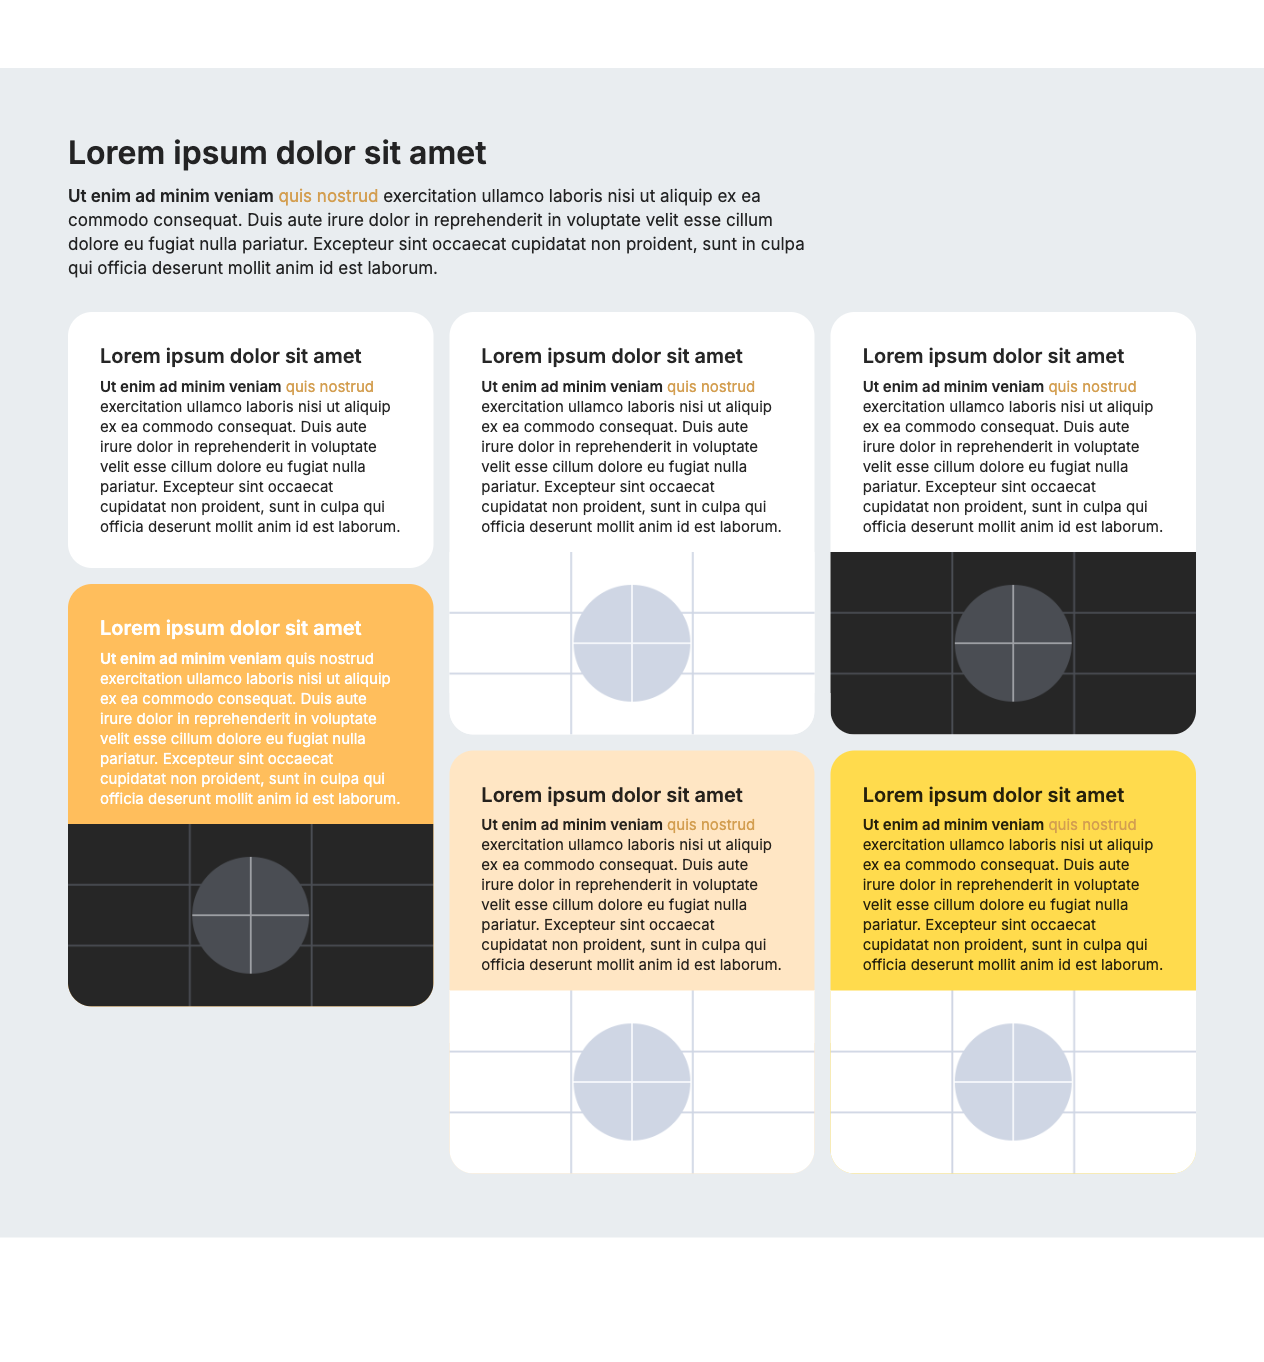 Lorem ipsum dolor sit amet
Ut enim ad minim veniam quis nostrud exercitation ullamco laboris nisi ut aliquip ex ea
commodo consequat. Duis aute irure dolor in reprehenderit in voluptate velit esse cillum
dolore eu fugiat nulla pariatur. Excepteur sint occaecat cupidatat non proident, sunt in culpa
qui officia deserunt mollit anim id est laborum.
Lorem ipsum dolor sit amet
Ut enim ad minim veniam quis nostrud
exercitation ullamco laboris nisi ut aliquip
ex ea commodo consequat. Duis aute
irure dolor in reprehenderit in voluptate
velit esse cillum dolore eu fugiat nulla
pariatur. Excepteur sint occaecat
cupidatat non proident, sunt in culpa qui
officia deserunt mollit anim id est laborum.
Lorem ipsum dolor sit amet
Ut enim ad minim veniam quis nostrud
exercitation ullamco laboris nisi ut aliquip
ex ea commodo consequat. Duis aute
irure dolor in reprehenderit in voluptate
velit esse cillum dolore eu fugiat nulla
pariatur. Excepteur sint occaecat
cupidatat non proident, sunt in culpa qui
officia deserunt mollit anim id est laborum.
Lorem ipsum dolor sit amet
Ut enim ad minim veniam quis nostrud
exercitation ullamco laboris nisi ut aliquip
ex ea commodo consequat. Duis aute
irure dolor in reprehenderit in voluptate
velit esse cillum dolore eu fugiat nulla
pariatur. Excepteur sint occaecat
cupidatat non proident, sunt in culpa qui
officia deserunt mollit anim id est laborum.
Lorem ipsum dolor sit amet
Ut enim ad minim veniam quis nostrud
exercitation ullamco laboris nisi ut aliquip
ex ea commodo consequat. Duis aute
irure dolor in reprehenderit in voluptate
velit esse cillum dolore eu fugiat nulla
pariatur. Excepteur sint occaecat
cupidatat non proident, sunt in culpa qui
officia deserunt mollit anim id est laborum.
Lorem ipsum dolor sit amet
Ut enim ad minim veniam quis nostrud
exercitation ullamco laboris nisi ut aliquip
ex ea commodo consequat. Duis aute
irure dolor in reprehenderit in voluptate
velit esse cillum dolore eu fugiat nulla
pariatur. Excepteur sint occaecat
cupidatat non proident, sunt in culpa qui
officia deserunt mollit anim id est laborum.
Lorem ipsum dolor sit amet
Ut enim ad minim veniam quis nostrud
exercitation ullamco laboris nisi ut aliquip
ex ea commodo consequat. Duis aute
irure dolor in reprehenderit in voluptate
velit esse cillum dolore eu fugiat nulla
pariatur. Excepteur sint occaecat
cupidatat non proident, sunt in culpa qui
officia deserunt mollit anim id est laborum.